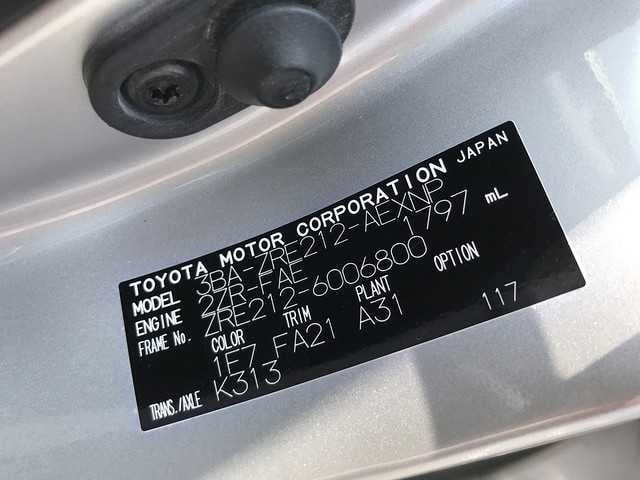 TOYOTA MOTOR CORPORATION JAPAN
MODEL 3BA-ZRE212-AEXNP
ENGINE 2ZR-FAE 1797 mL
FRAME No. ZRE212-6006800
COLOR TRIM PLANT OPTION
1E7 FA21 A31 117
TRANS./AXLE K313